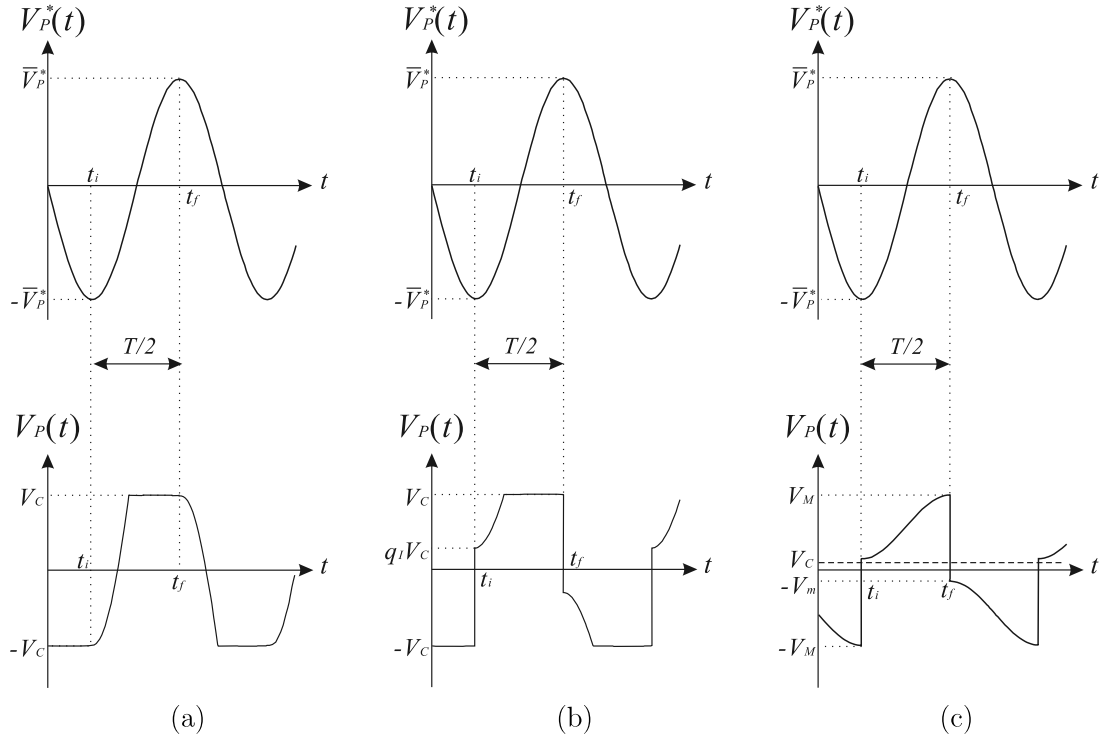 V_P^*(t) V_P^*(t) V_P^*(t)
V̅_P^* V̅_P^* V̅_P^*
t_i t t_i t t_i t
t_f t_f t_f
-V̅_P^* -V̅_P^* -V̅_P^*
T/2 T/2 T/2
V_P(t) V_P(t) V_P(t)
V_C V_C V_M
q_1V_C V_C
t_i t t_f t t
t_f t_i -V_m t_i t_f
-V_C -V_C -V_M
(a) (b) (c)